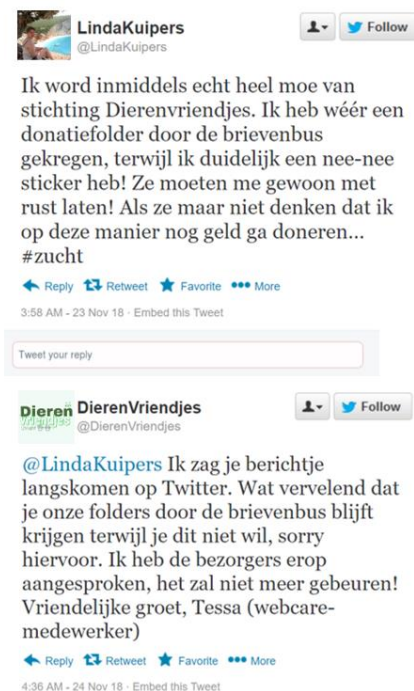 LindaKuipers
@LindaKuipers
Follow
Ik word inmiddels echt heel moe van
stichting Dierenvriendjes. Ik heb wéér een
donatiefolder door de brievenbus
gekregen, terwijl ik duidelijk een nee-nee
sticker heb! Ze moeten me gewoon met
rust laten! Als ze maar niet denken dat ik
op deze manier nog geld ga doneren...
#zucht
Reply Retweet Favorite More
3:58 AM - 23 Nov 18 · Embed this Tweet
Tweet your reply
Dieren
vriendjes
DierenVriendjes
@DierenVriendjes
Follow
@LindaKuipers Ik zag je berichtje
langskomen op Twitter. Wat vervelend dat
je onze folders door de brievenbus blijft
krijgen terwijl je dit niet wil, sorry
hiervoor. Ik heb de bezorgers erop
aangesproken, het zal niet meer gebeuren!
Vriendelijke groet, Tessa (webcare-
medewerker)
Reply Retweet Favorite More
4:36 AM - 24 Nov 18 · Embed this Tweet